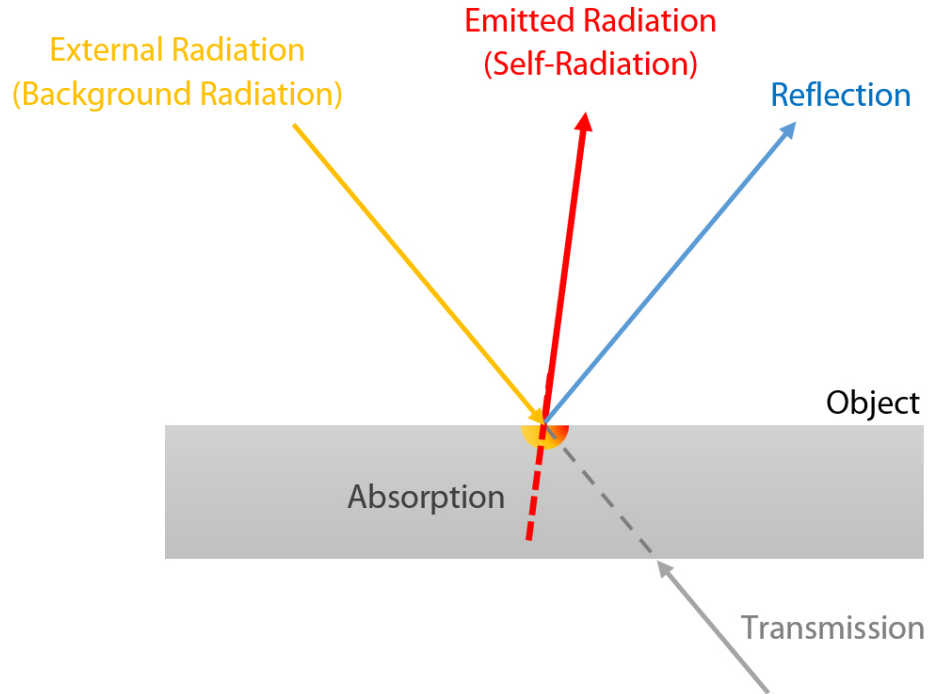 External Radiation
(Background Radiation)
Emitted Radiation
(Self-Radiation)
Reflection
Object
Absorption
Transmission